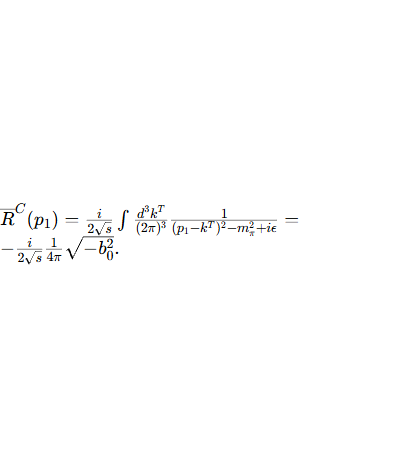 $\overline{R}^C(p_1) = \frac{i}{2\sqrt{s}} \int \frac{d^3k^T}{(2\pi)^3} \frac{1}{(p_1-k^T)^2-m_\pi^2+i\epsilon} =$
$-\frac{i}{2\sqrt{s}} \frac{1}{4\pi} \sqrt{-b_0^2}.$